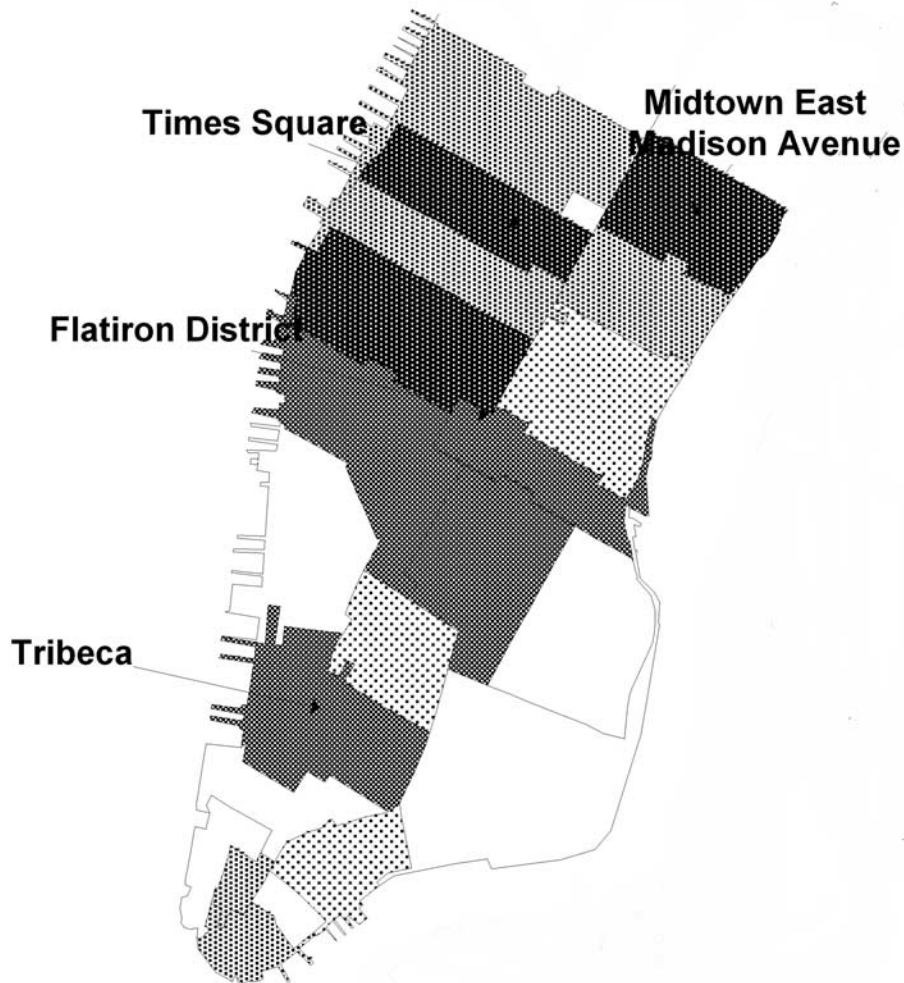 Midtown East
Madison Avenue
Times Square
Flatiron District
Tribeca